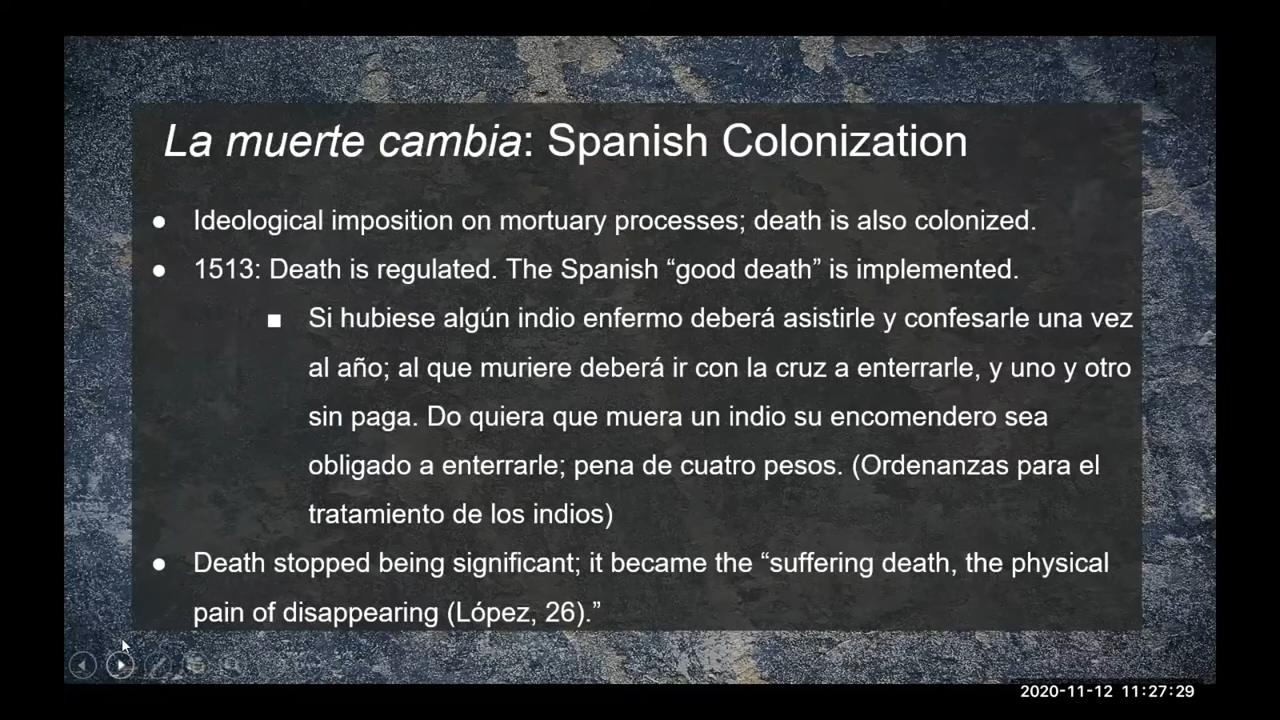 La muerte cambia: Spanish Colonization
● Ideological imposition on mortuary processes; death is also colonized.
● 1513: Death is regulated. The Spanish “good death” is implemented.
■ Si hubiese algún indio enfermo deberá asistirle y confesarle una vez
al año; al que muriere deberá ir con la cruz a enterrarle, y uno y otro
sin paga. Do quiera que muera un indio su encomendero sea
obligado a enterrarle; pena de cuatro pesos. (Ordenanzas para el
tratamiento de los indios)
● Death stopped being significant; it became the “suffering death, the physical
pain of disappearing (López, 26).”
2020-11-12 11:27:29